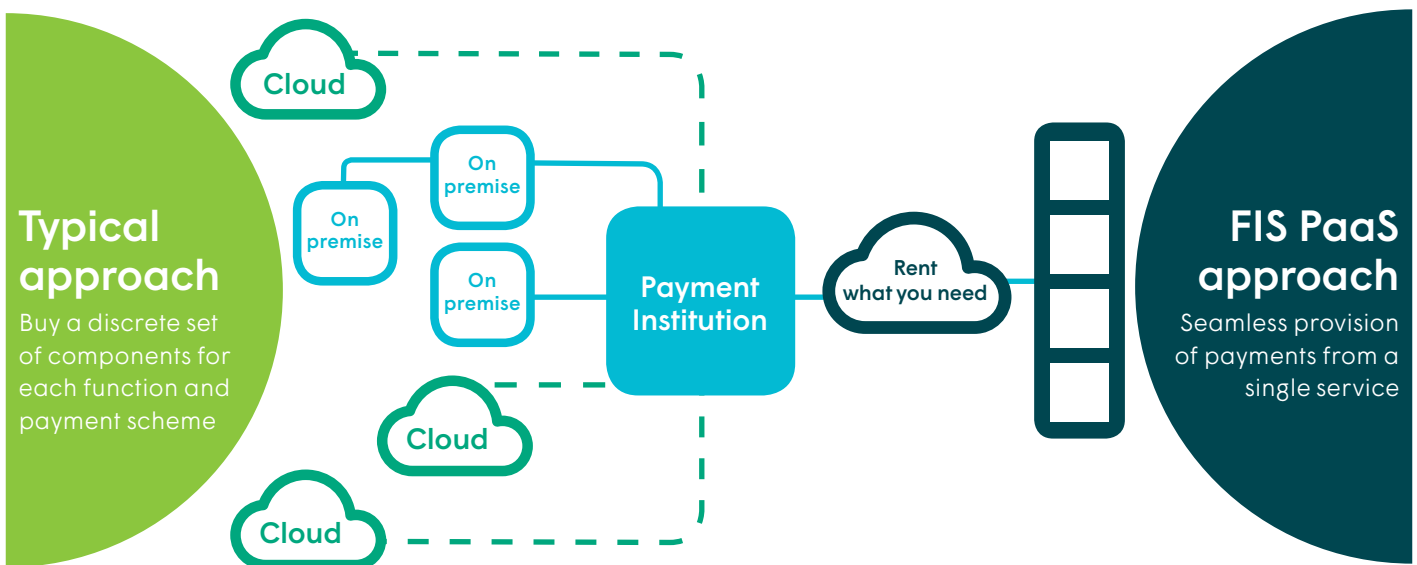 Typical
approach
Buy a discrete set
of components for
each function and
payment scheme
Cloud
On
premise
On
premise
On
premise
Cloud
Cloud
Payment
Institution
Rent
what you need
FIS PaaS
approach
Seamless provision
of payments from a
single service